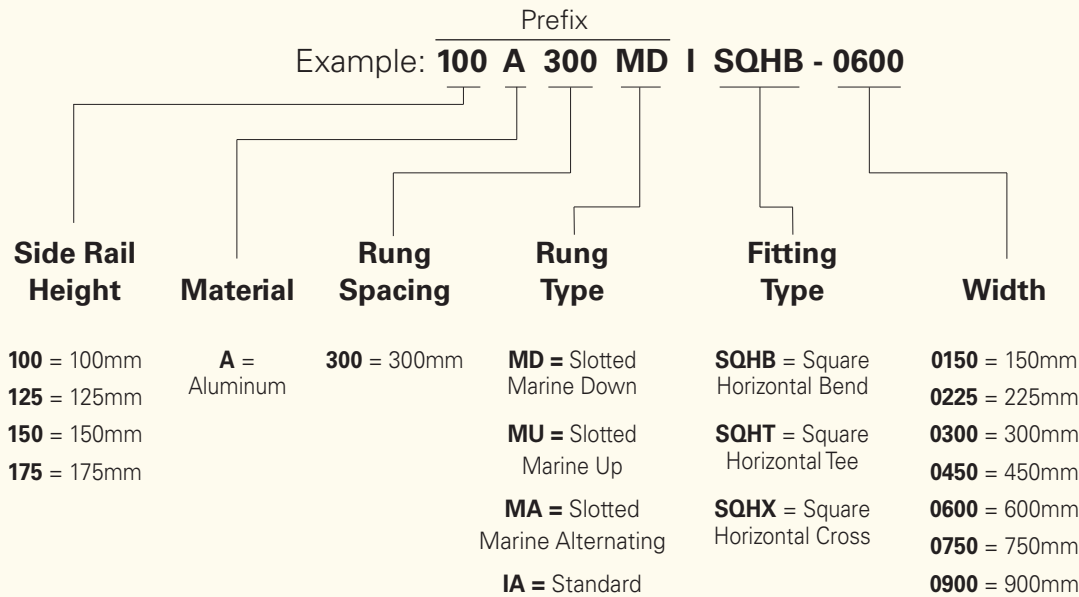 Prefix
Example: 100 A 300 MD I SQHB - 0600
Side Rail
Height
Material
Rung
Spacing
Rung
Type
Fitting
Type
Width
100 = 100mm
125 = 125mm
150 = 150mm
175 = 175mm
A =
Aluminum
300 = 300mm
MD = Slotted
Marine Down
MU = Slotted
Marine Up
MA = Slotted
Marine Alternating
IA = Standard
SQHB = Square
Horizontal Bend
SQHT = Square
Horizontal Tee
SQHX = Square
Horizontal Cross
0150 = 150mm
0225 = 225mm
0300 = 300mm
0450 = 450mm
0600 = 600mm
0750 = 750mm
0900 = 900mm